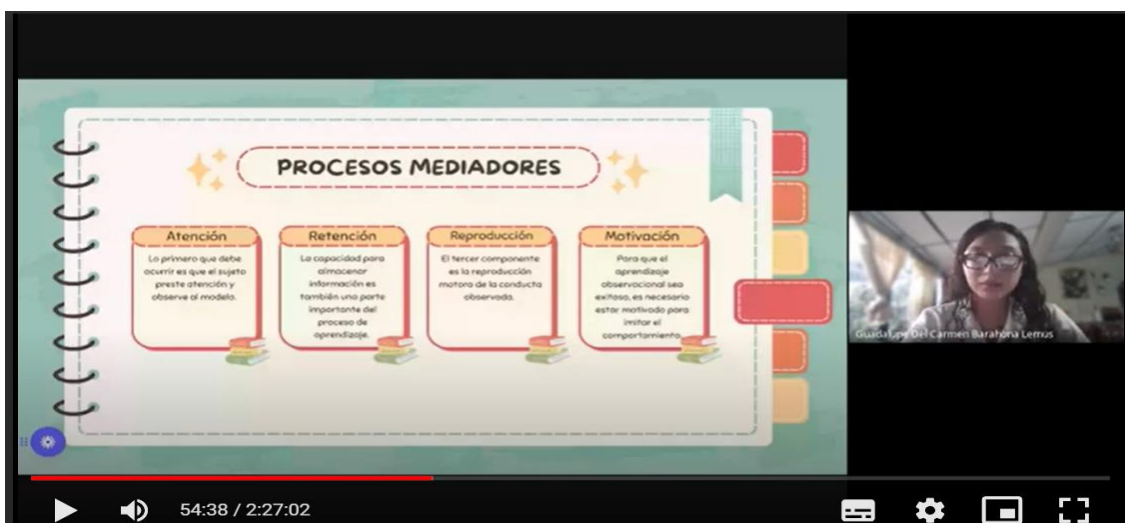 PROCESOS MEDIADORES
Atención
Lo primero que debe
ocurrir es que el sujeto
preste atención y
observe al modelo.
Retención
La capacidad para
almacenar
información es
también una parte
importante del
proceso de
aprendizaje.
Reproducción
El tercer componente
es la reproducción
motora de la conducta
observada.
Motivación
Para que el
aprendizaje
observacional sea
exitoso, es necesario
estar motivado para
imitar el
comportamiento.
Guadalupe Del Carmen Barahona Lemus
54:38 / 2:27:02